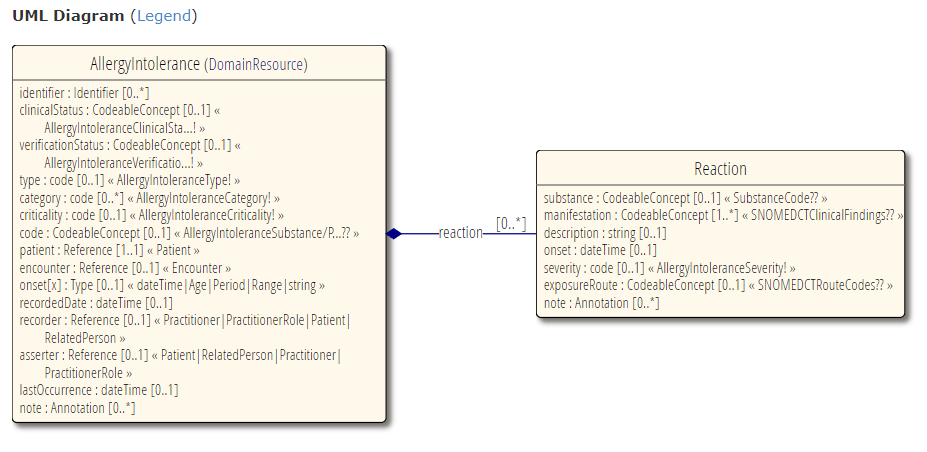 UML Diagram (Legend)
AllergyIntolerance (DomainResource)
identifier : Identifier [0..*]
clinicalStatus : CodeableConcept [0..1] «
AllergyIntoleranceClinicalSta...! »
verificationStatus : CodeableConcept [0..1] «
AllergyIntoleranceVerificatio...! »
type : code [0..1] « AllergyIntoleranceType! »
category : code [0..*] « AllergyIntoleranceCategory! »
criticality : code [0..1] « AllergyIntoleranceCriticality! »
code : CodeableConcept [0..1] « AllergyIntoleranceSubstance/P...?? »
patient : Reference [1..1] « Patient »
encounter : Reference [0..1] « Encounter »
onset[x] : Type [0..1] « dateTime|Age|Period|Range|string »
recordedDate : dateTime [0..1]
recorder : Reference [0..1] « Practitioner|PractitionerRole|Patient|
RelatedPerson »
asserter : Reference [0..1] « Patient|RelatedPerson|Practitioner|
PractitionerRole »
lastOccurrence : dateTime [0..1]
note : Annotation [0..*]
reaction
[0..*]
Reaction
substance : CodeableConcept [0..1] « SubstanceCode?? »
manifestation : CodeableConcept [1..*] « SNOMEDCTClinicalFindings?? »
description : string [0..1]
onset : dateTime [0..1]
severity : code [0..1] « AllergyIntoleranceSeverity! »
exposureRoute : CodeableConcept [0..1] « SNOMEDCTRouteCodes?? »
note : Annotation [0..*]